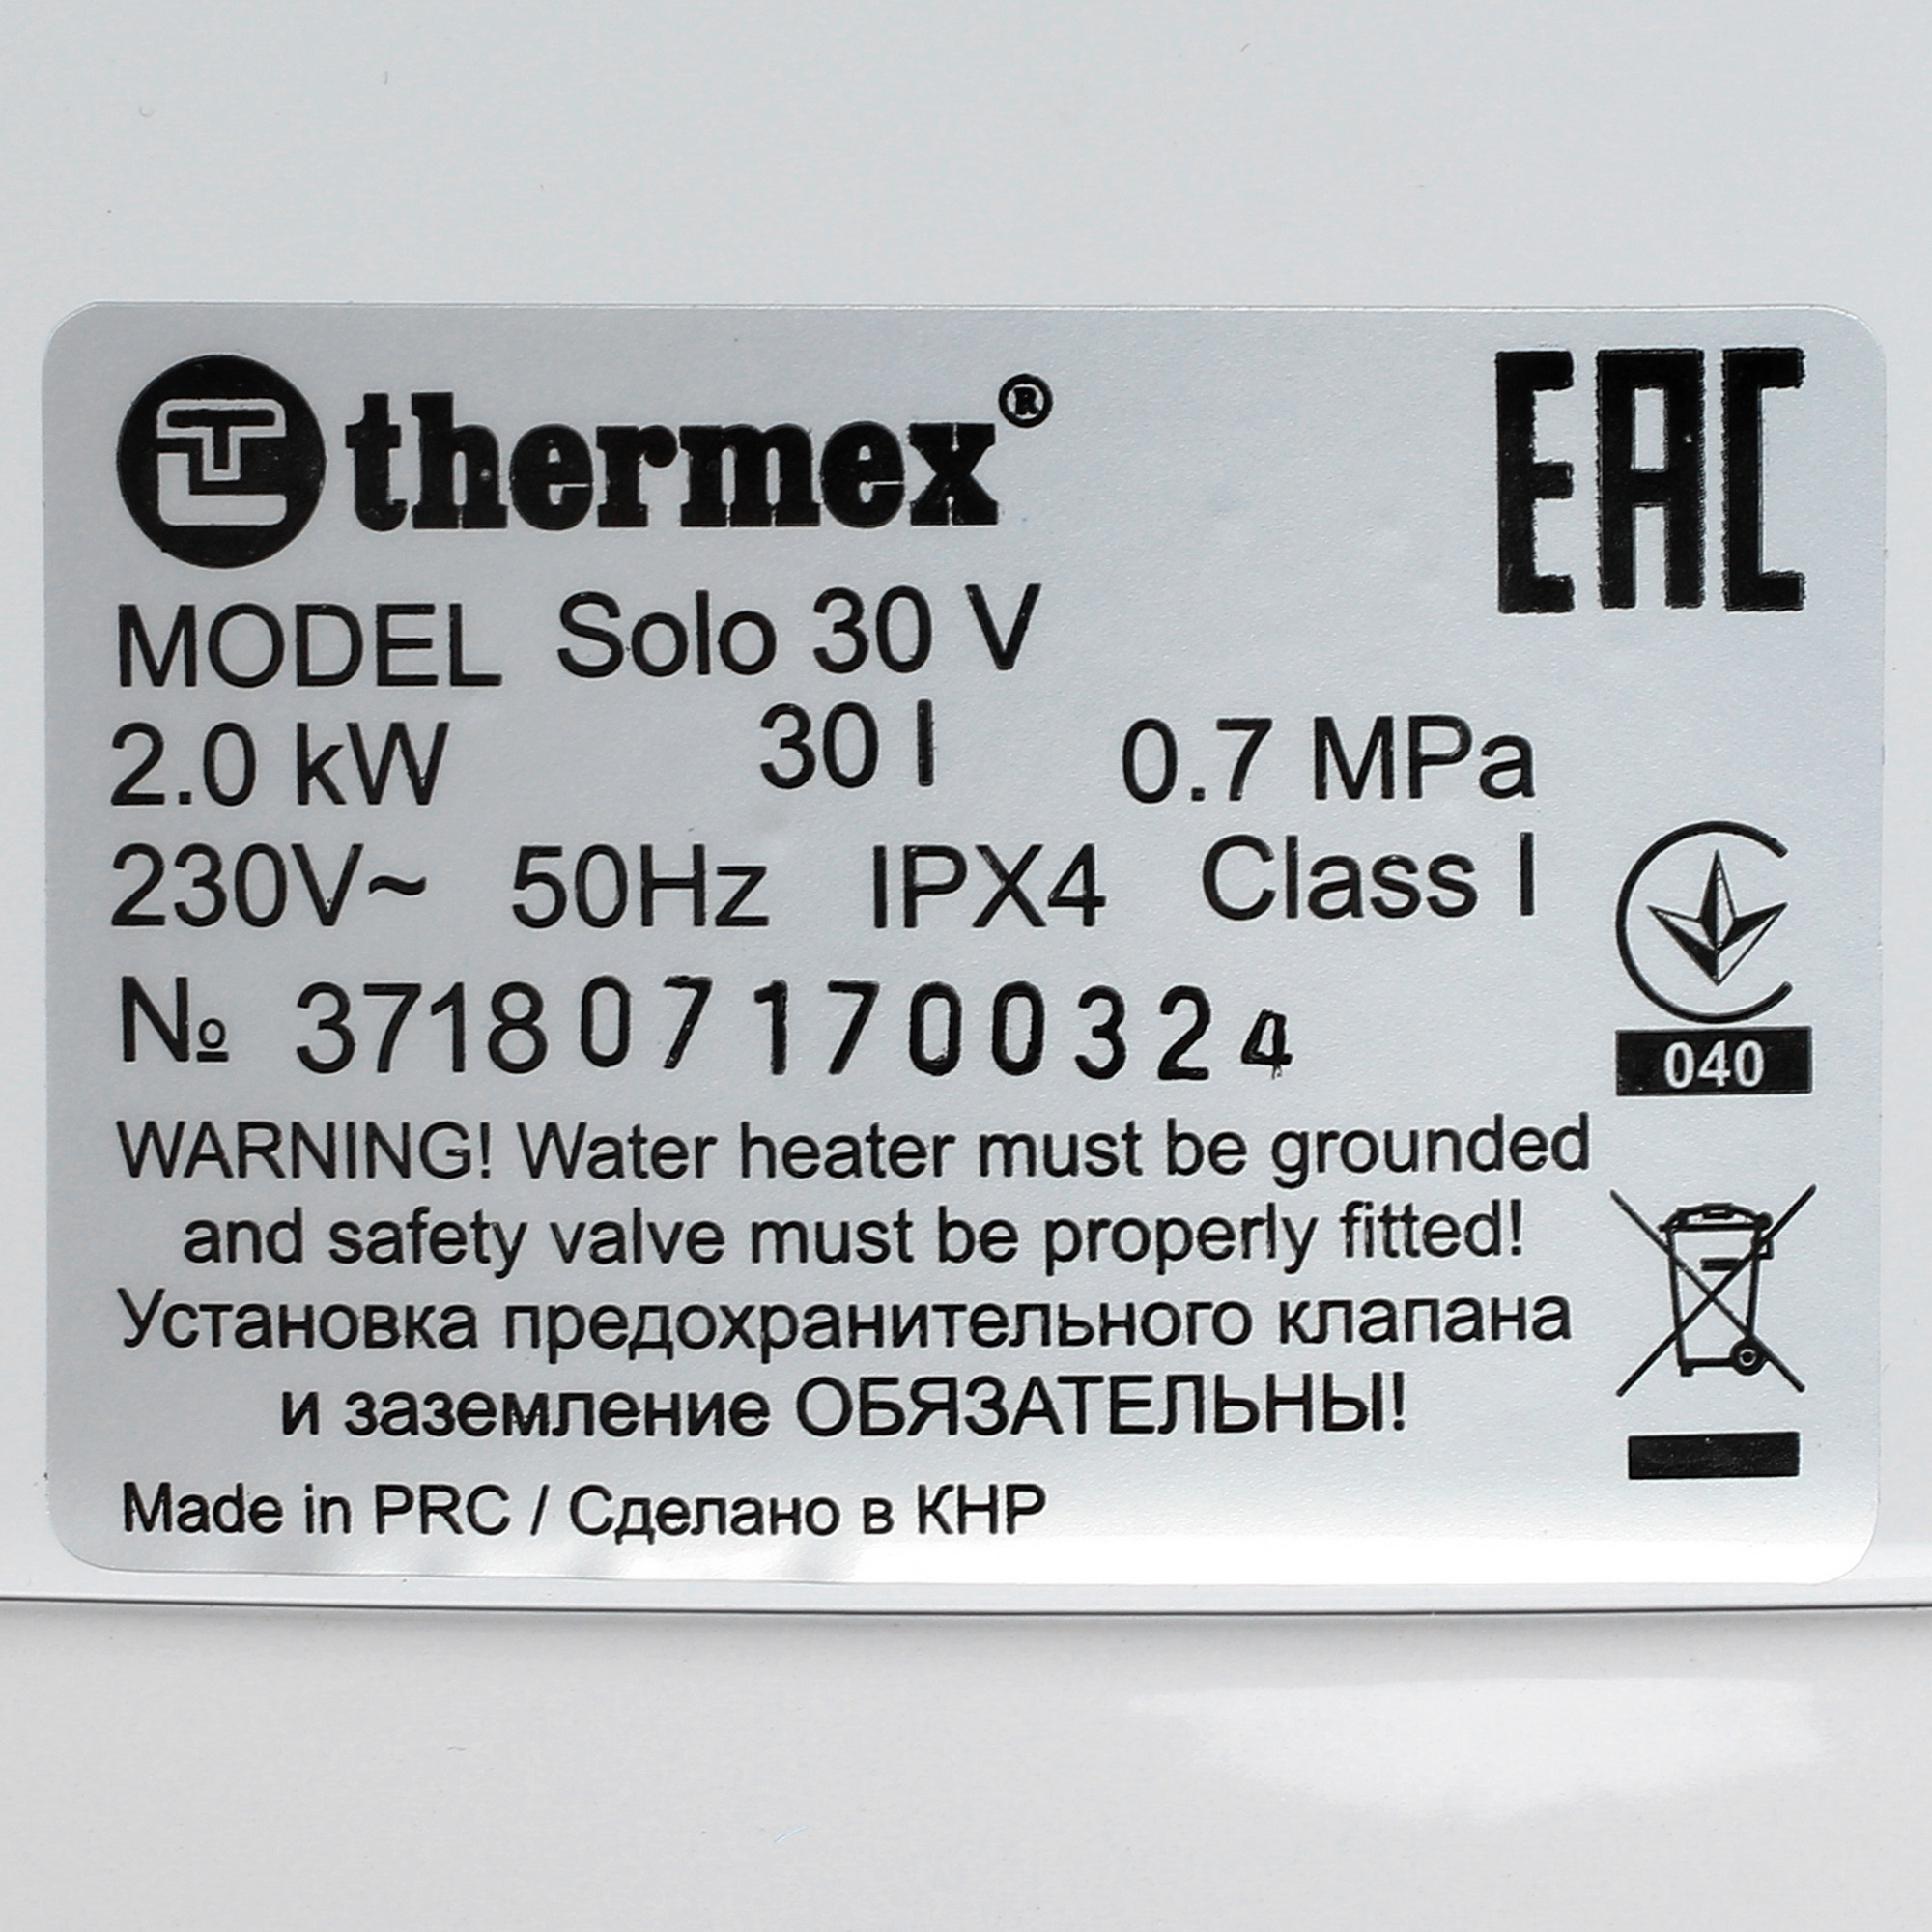 thermex®
EAC
MODEL Solo 30 V
2.0 kW 30 l 0.7 MPa
230V~ 50Hz IPX4 Class I
№ 3718071700324
040
WARNING! Water heater must be grounded
and safety valve must be properly fitted!
Установка предохранительного клапана
и заземление ОБЯЗАТЕЛЬНЫ!
Made in PRC / Сделано в КНР